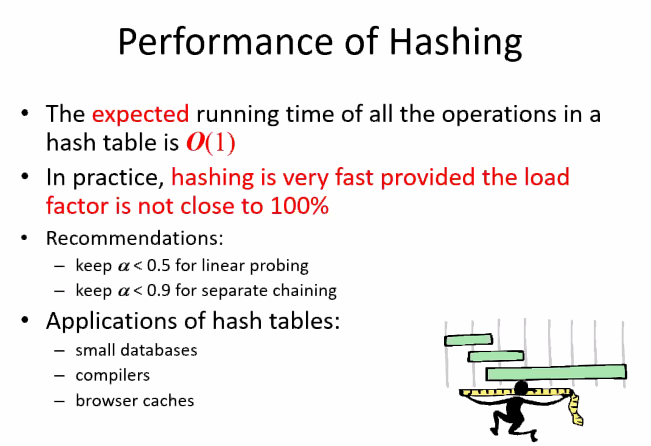 Performance of Hashing
• The expected running time of all the operations in a
hash table is O(1)
• In practice, hashing is very fast provided the load
factor is not close to 100%
• Recommendations:
– keep α < 0.5 for linear probing
– keep α < 0.9 for separate chaining
• Applications of hash tables:
– small databases
– compilers
– browser caches